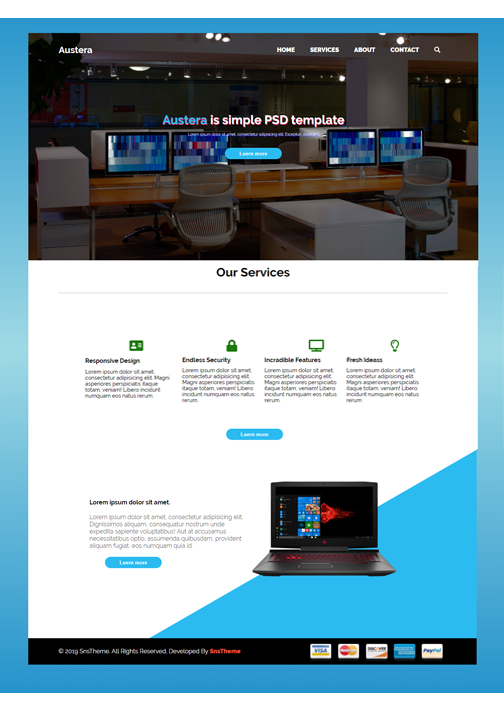 Austera
HOME SERVICES ABOUT CONTACT
Austera is simple PSD template
Lorem ipsum dolor sit amet, consectetur adipisicing elit. Excepturi
Learn more
Our Services
Responsive Design
Lorem ipsum dolor sit amet
consectetur adipisicing elit. Magni
asperiores perspiciatis itaque
totam, veniam! Libero incidunt
numquam eos natus rerum.
Endless Security
Lorem ipsum dolor sit amet
consectetur adipisicing elit.
Magni asperiores perspiciatis
itaque totam, veniam! Libero
incidunt numquam eos natus
rerum.
Incradible Features
Lorem ipsum dolor sit amet
consectetur adipisicing elit.
Magni asperiores perspiciatis
itaque totam, veniam! Libero
incidunt numquam eos natus
rerum.
Fresh Ideass
Lorem ipsum dolor sit amet
consectetur adipisicing elit.
Magni asperiores perspiciatis
itaque totam, veniam! Libero
incidunt numquam eos natus
rerum.
Learn more
Lorem ipsum dolor sit amet.
Lorem ipsum dolor sit amet, consectetur adipisicing elit.
Dignissimos aliquam, consequatur nostrum unde
expedita sapiente voluptatibus! Aut at accusamus
necessitatibus optio, assumenda quibusdam, provident
aliquam fugiat, eos numquam quia id.
Learn more
© 2019 SnsTheme. All Rights Reserved. Developed By SnsTheme
VISA MasterCard DISCOVER PayPal